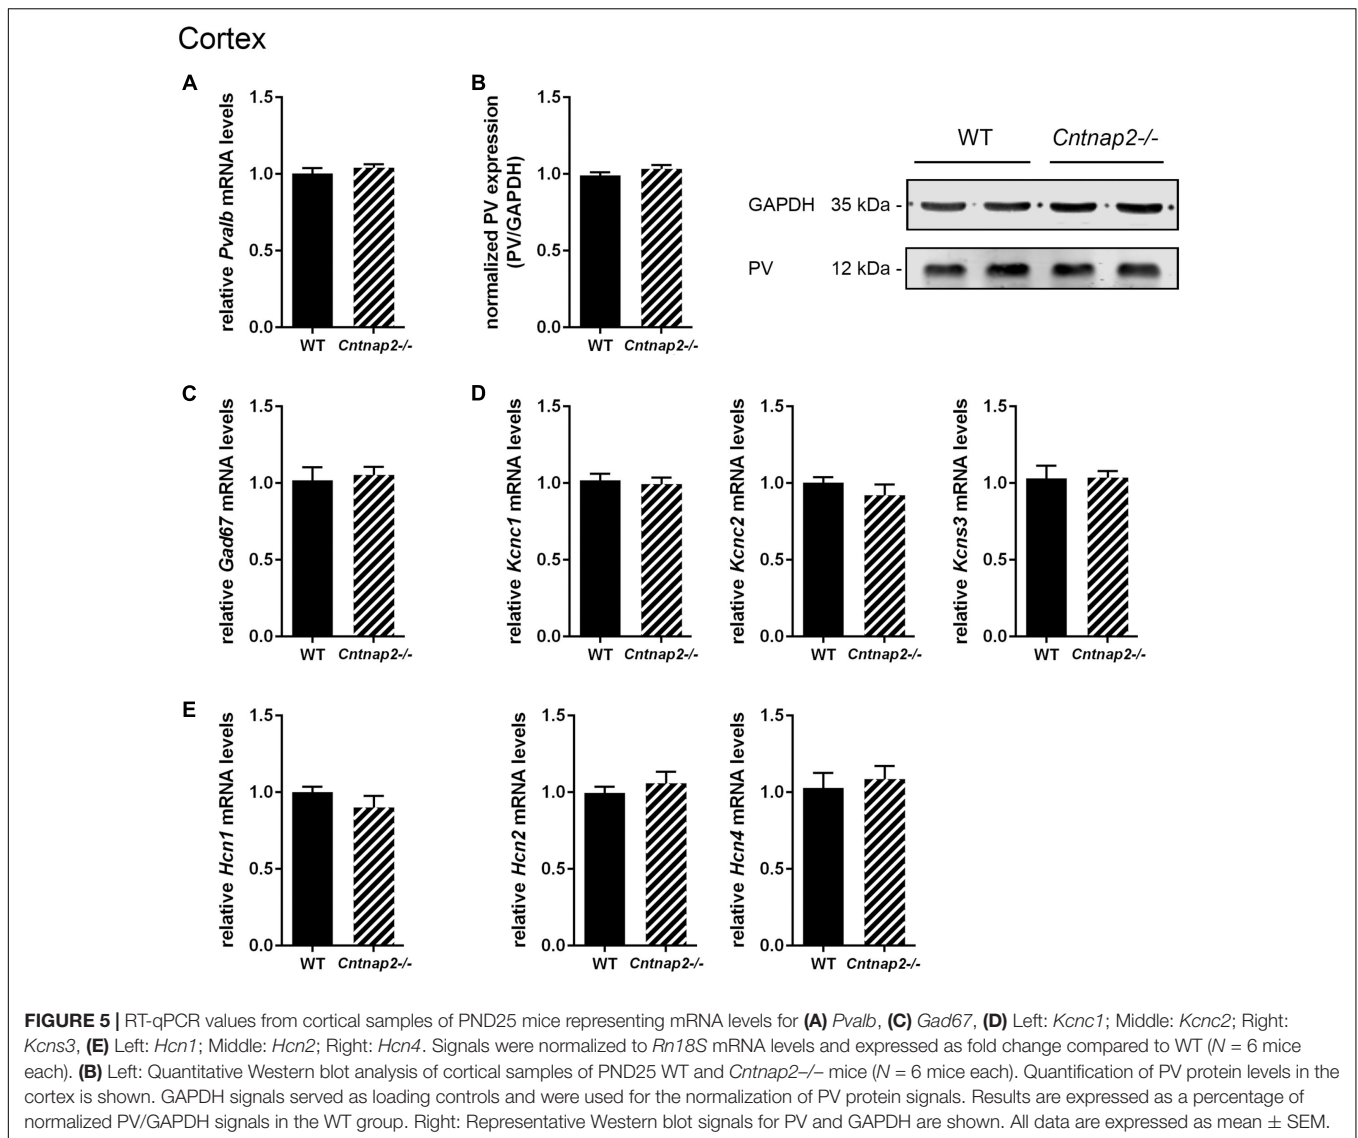 Cortex
A
relative Pvalb mRNA levels
1.5
1.0
0.5
0.0
WT Cntnap2-/-
B
normalized PV expression
(PV/GAPDH)
1.5
1.0
0.5
0.0
WT Cntnap2-/-
WT Cntnap2-/-
GAPDH 35 kDa -
PV 12 kDa -
C
relative Gad67 mRNA levels
1.5
1.0
0.5
0.0
WT Cntnap2-/-
D
relative Kcnc1 mRNA levels
1.5
1.0
0.5
0.0
WT Cntnap2-/-
relative Kcnc2 mRNA levels
1.5
1.0
0.5
0.0
WT Cntnap2-/-
relative Kcns3 mRNA levels
1.5
1.0
0.5
0.0
WT Cntnap2-/-
E
relative Hcn1 mRNA levels
1.5
1.0
0.5
0.0
WT Cntnap2-/-
relative Hcn2 mRNA levels
1.5
1.0
0.5
0.0
WT Cntnap2-/-
relative Hcn4 mRNA levels
1.5
1.0
0.5
0.0
WT Cntnap2-/-
FIGURE 5 | RT-qPCR values from cortical samples of PND25 mice representing mRNA levels for (A) Pvalb, (C) Gad67, (D) Left: Kcnc1; Middle: Kcnc2; Right:
Kcns3, (E) Left: Hcn1; Middle: Hcn2; Right: Hcn4. Signals were normalized to Rn18S mRNA levels and expressed as fold change compared to WT (N = 6 mice
each). (B) Left: Quantitative Western blot analysis of cortical samples of PND25 WT and Cntnap2–/– mice (N = 6 mice each). Quantification of PV protein levels in the
cortex is shown. GAPDH signals served as loading controls and were used for the normalization of PV protein signals. Results are expressed as a percentage of
normalized PV/GAPDH signals in the WT group. Right: Representative Western blot signals for PV and GAPDH are shown. All data are expressed as mean ± SEM.